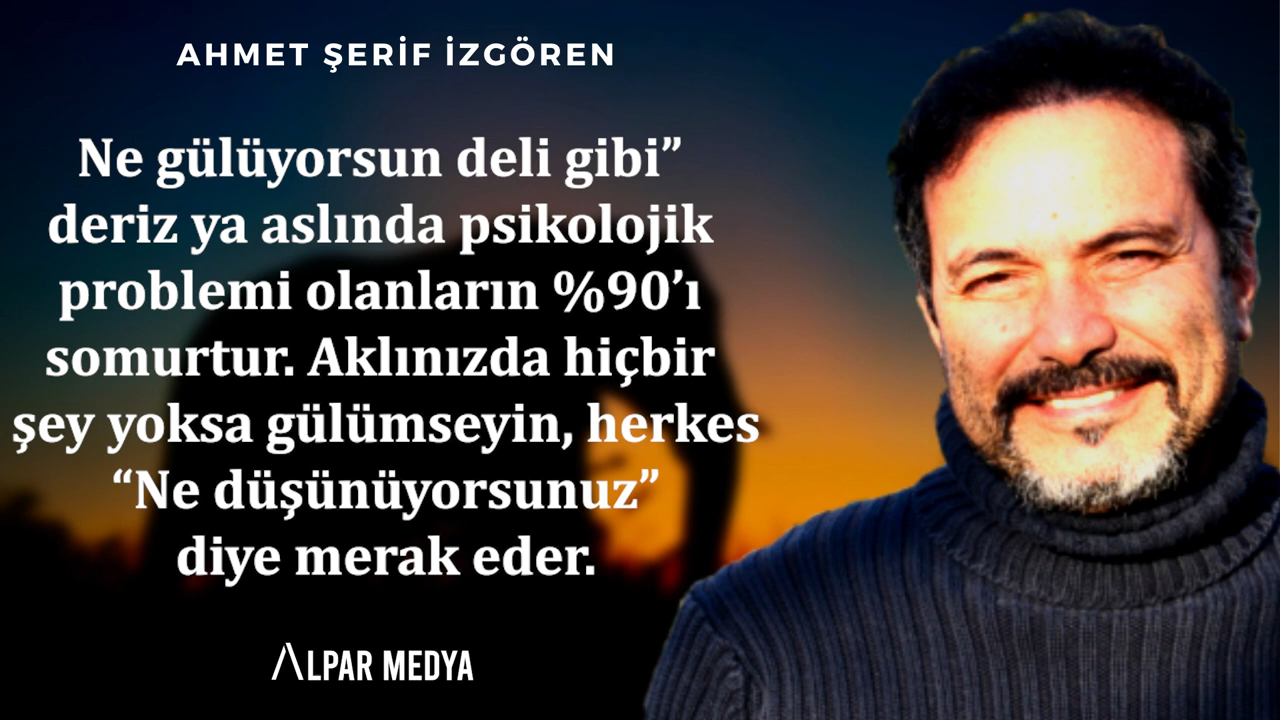 AHMET ŞERİF İZGÖREN
Ne gülüyorsun deli gibi”
deriz ya aslında psikolojik
problemi olanların %90’ı
somurtur. Aklınızda hiçbir
şey yoksa gülümseyin, herkes
“Ne düşünüyorsunuz”
diye merak eder.
ALPAR MEDYA